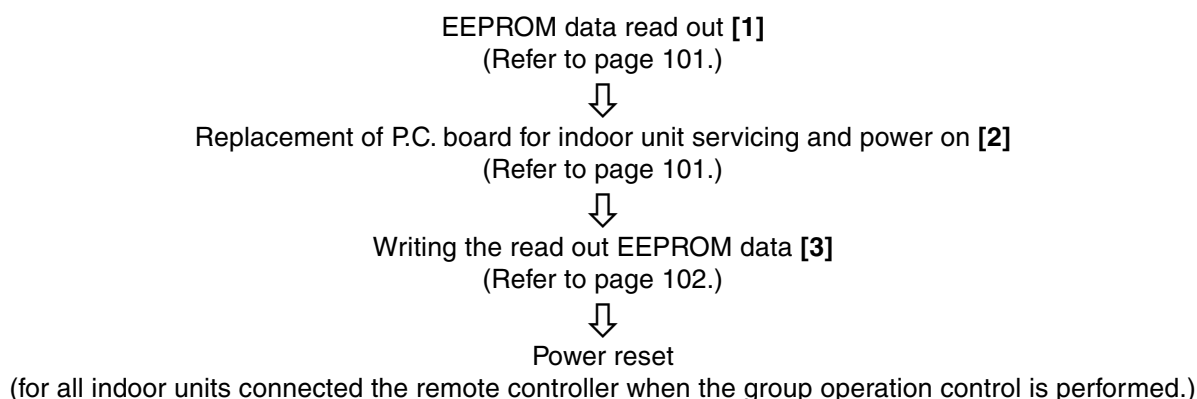 EEPROM data read out [1]
(Refer to page 101.)
Replacement of P.C. board for indoor unit servicing and power on [2]
(Refer to page 101.)
Writing the read out EEPROM data [3]
(Refer to page 102.)
Power reset
(for all indoor units connected the remote controller when the group operation control is performed.)